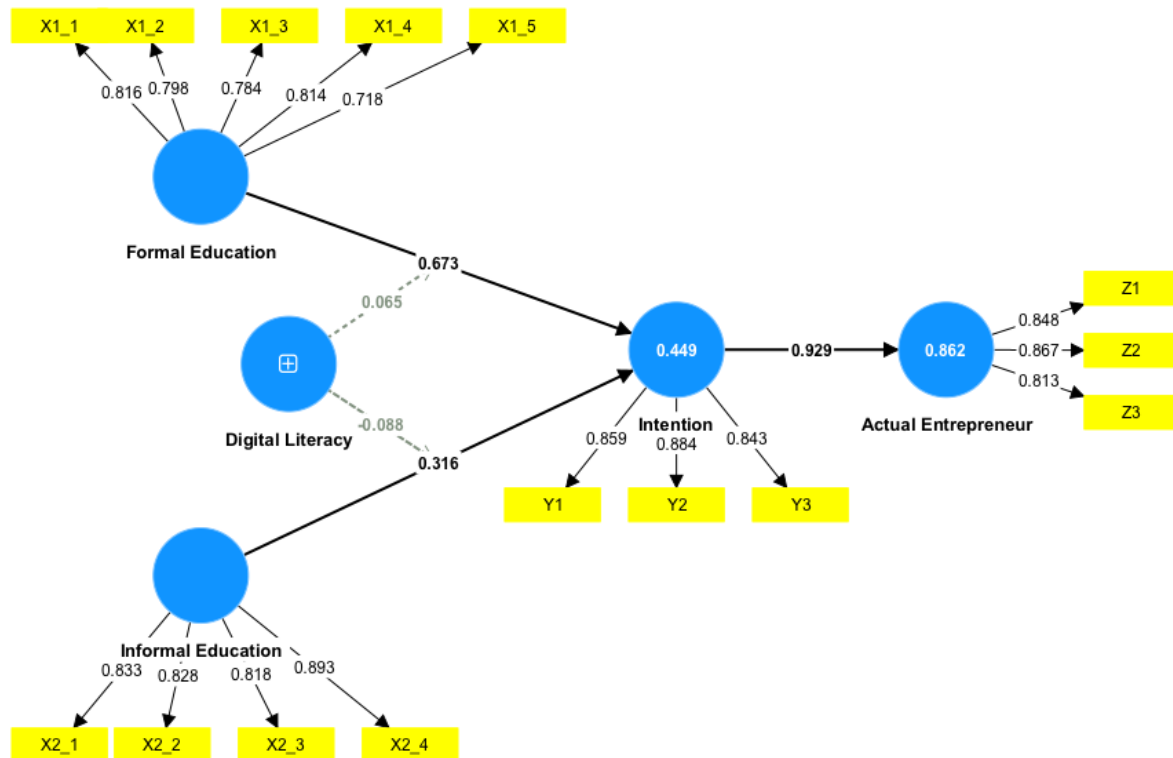 X1_1 X1_2 X1_3 X1_4 X1_5
0.816 0.798 0.784 0.814 0.718
Formal Education
0.673
0.065
Digital Literacy
-0.088
0.316
0.449
0.929
0.862
Intention
Actual Entrepreneur
0.848
0.867
0.813
Z1
Z2
Z3
0.859 0.884 0.843
Y1 Y2 Y3
Informal Education
0.833 0.828 0.818 0.893
X2_1 X2_2 X2_3 X2_4